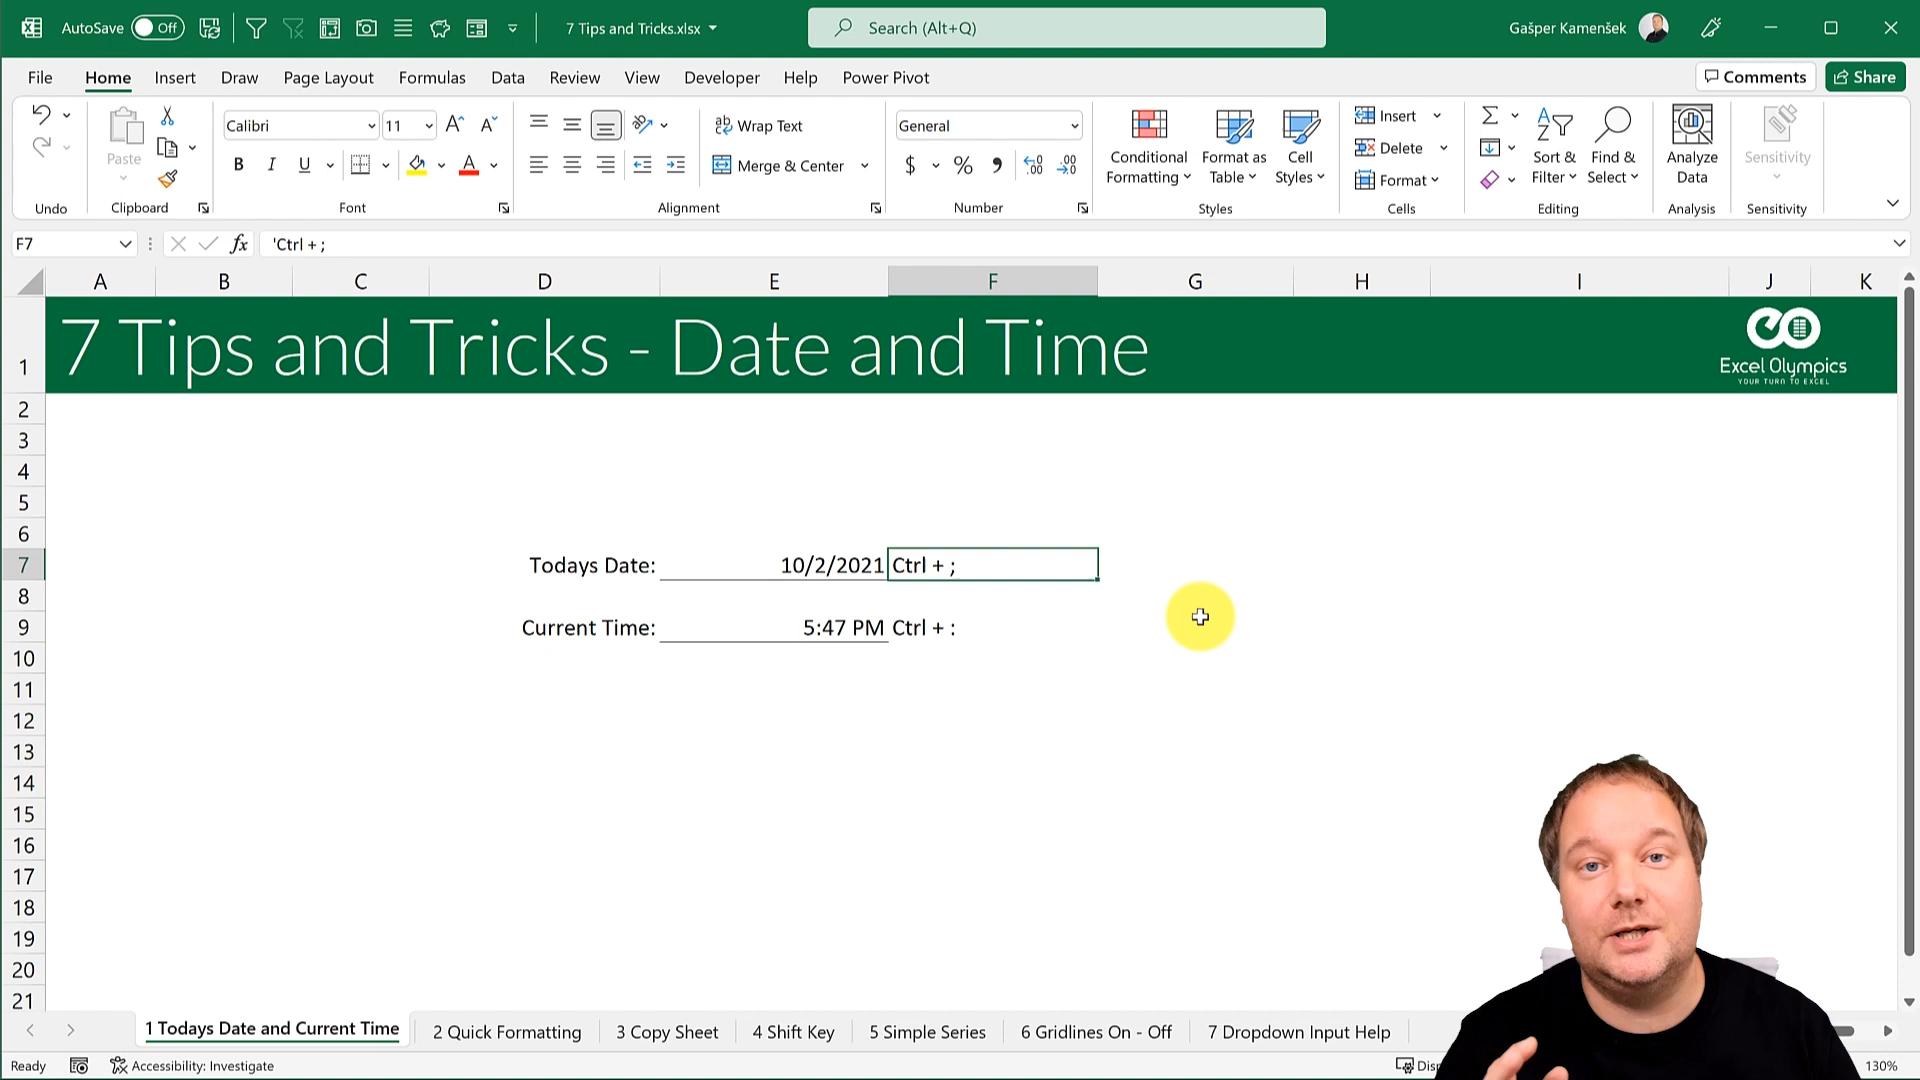 AutoSave Off 7 Tips and Tricks.xlsx Search (Alt+Q) Gašper Kamenšek
File Home Insert Draw Page Layout Formulas Data Review View Developer Help Power Pivot Comments Share
Paste
Undo
Clipboard
Calibri 11
B I U A
Font
Wrap Text
Merge & Center
Alignment
General
$ % ,
Number
Conditional Formatting
Format as Table
Cell Styles
Styles
Insert
Delete
Format
Cells
Sort & Filter
Find & Select
Editing
Analyze Data
Analysis
Sensitivity
Sensitivity
F7 fx 'Ctrl + ;
A B C D E F G H I J K
1 7 Tips and Tricks - Date and Time
Excel Olympics
YOUR TURN TO EXCEL
2
3
4
5
6
7 Todays Date: 10/2/2021 Ctrl + ;
8
9 Current Time: 5:47 PM Ctrl + :
10
11
12
13
14
15
16
17
18
19
20
21
1 Todays Date and Current Time 2 Quick Formatting 3 Copy Sheet 4 Shift Key 5 Simple Series 6 Gridlines On - Off 7 Dropdown Input Help
Ready Accessibility: Investigate 130%